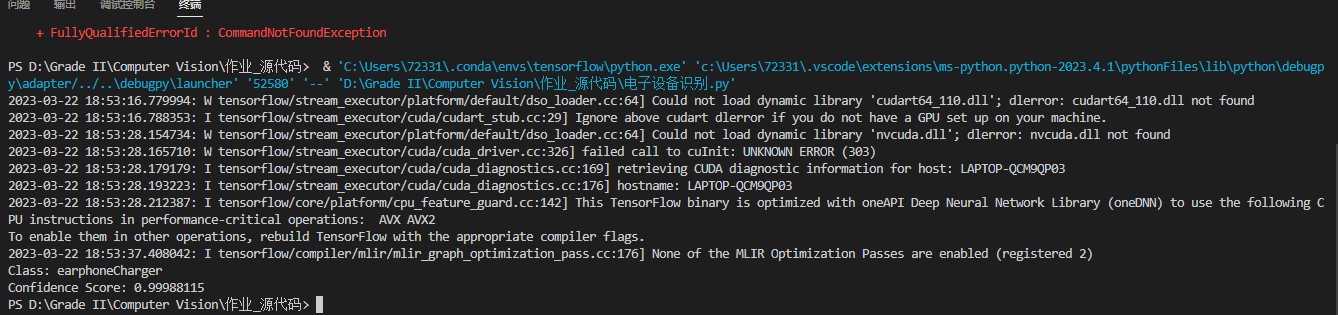 问题 输出 调试控制台 终端
+ FullyQualifiedErrorId : CommandNotFoundException
PS D:\Grade II\Computer Vision\作业_源代码>  & 'C:\Users\72331\.conda\envs\tensorflow\python.exe' 'c:\Users\72331\.vscode\extensions\ms-python.python-2023.4.1\pythonFiles\lib\python\debugp
y\adapter/../..\debugpy\launcher' '52580' '--' 'D:\Grade II\Computer Vision\作业_源代码\电子设备识别.py'
2023-03-22 18:53:16.779994: W tensorflow/stream_executor/platform/default/dso_loader.cc:64] Could not load dynamic library 'cudart64_110.dll'; dlerror: cudart64_110.dll not found
2023-03-22 18:53:16.788353: I tensorflow/stream_executor/cuda/cudart_stub.cc:29] Ignore above cudart dlerror if you do not have a GPU set up on your machine.
2023-03-22 18:53:28.154734: W tensorflow/stream_executor/platform/default/dso_loader.cc:64] Could not load dynamic library 'nvcuda.dll'; dlerror: nvcuda.dll not found
2023-03-22 18:53:28.165710: W tensorflow/stream_executor/cuda/cuda_driver.cc:326] failed call to cuInit: UNKNOWN ERROR (303)
2023-03-22 18:53:28.179179: I tensorflow/stream_executor/cuda/cuda_diagnostics.cc:169] retrieving CUDA diagnostic information for host: LAPTOP-QCM9QP03
2023-03-22 18:53:28.193223: I tensorflow/stream_executor/cuda/cuda_diagnostics.cc:176] hostname: LAPTOP-QCM9QP03
2023-03-22 18:53:28.212387: I tensorflow/core/platform/cpu_feature_guard.cc:142] This TensorFlow binary is optimized with oneAPI Deep Neural Network Library (oneDNN) to use the following C
PU instructions in performance-critical operations:  AVX AVX2
To enable them in other operations, rebuild TensorFlow with the appropriate compiler flags.
2023-03-22 18:53:37.408042: I tensorflow/compiler/mlir/mlir_graph_optimization_pass.cc:176] None of the MLIR Optimization Passes are enabled (registered 2)
Class: earphoneCharger
Confidence Score: 0.99988115
PS D:\Grade II\Computer Vision\作业_源代码>